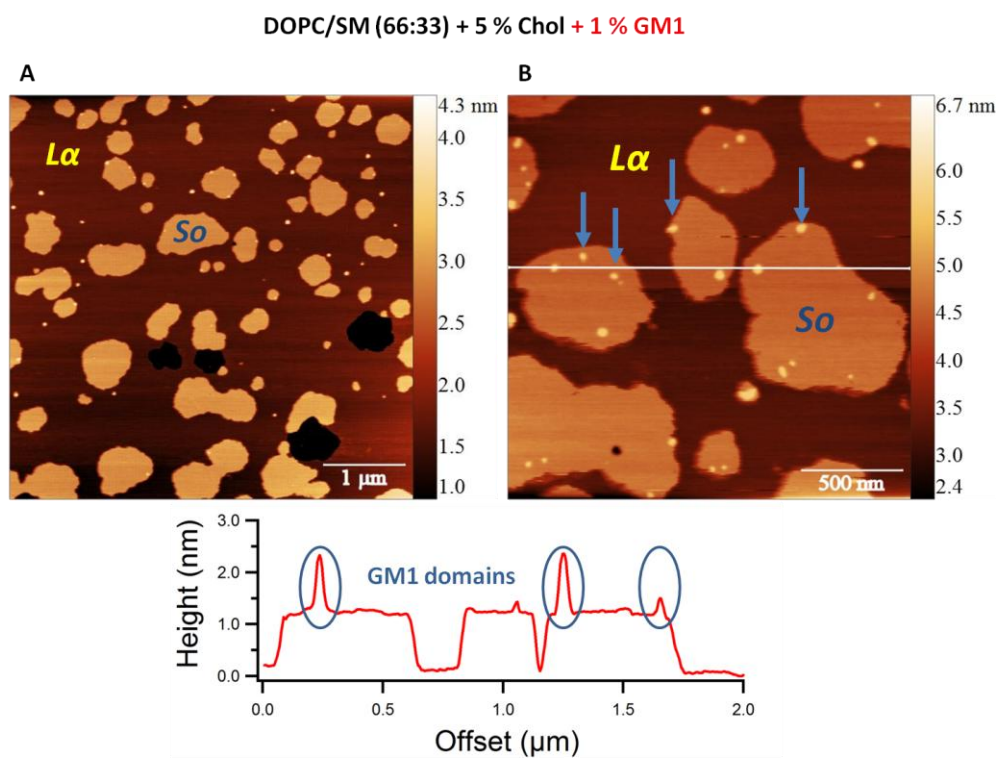 DOPC/SM (66:33) + 5 % Chol + 1 % GM1
A
B
4.3 nm
4.0
3.5
3.0
2.5
2.0
1.5
1.0
Lα
So
1 µm
6.7 nm
6.0
5.5
5.0
4.5
4.0
3.5
3.0
2.4
Lα
So
500 nm
Height (nm)
3.0
2.0
1.0
0.0
GM1 domains
0.0
0.5
1.0
1.5
2.0
Offset (µm)